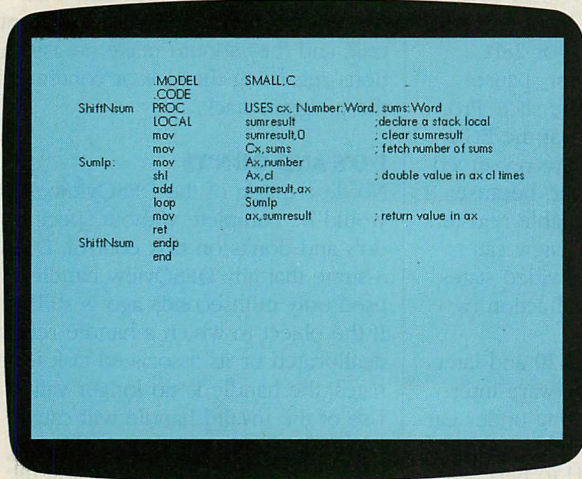 .MODEL SMALL,C
.CODE
ShiftNsum PROC USES cx, Number:Word, sums:Word
LOCAL sumresult ;declare a stack local
mov sumresult,0 ; clear sumresult
mov Cx,sums ; fetch number of sums
Sumlp: mov Ax,number
shl Ax,cl ; double value in ax cl times
add sumresult,ax
loop Sumlp
mov ax,sumresult ; return value in ax
ret
ShiftNsum endp
end